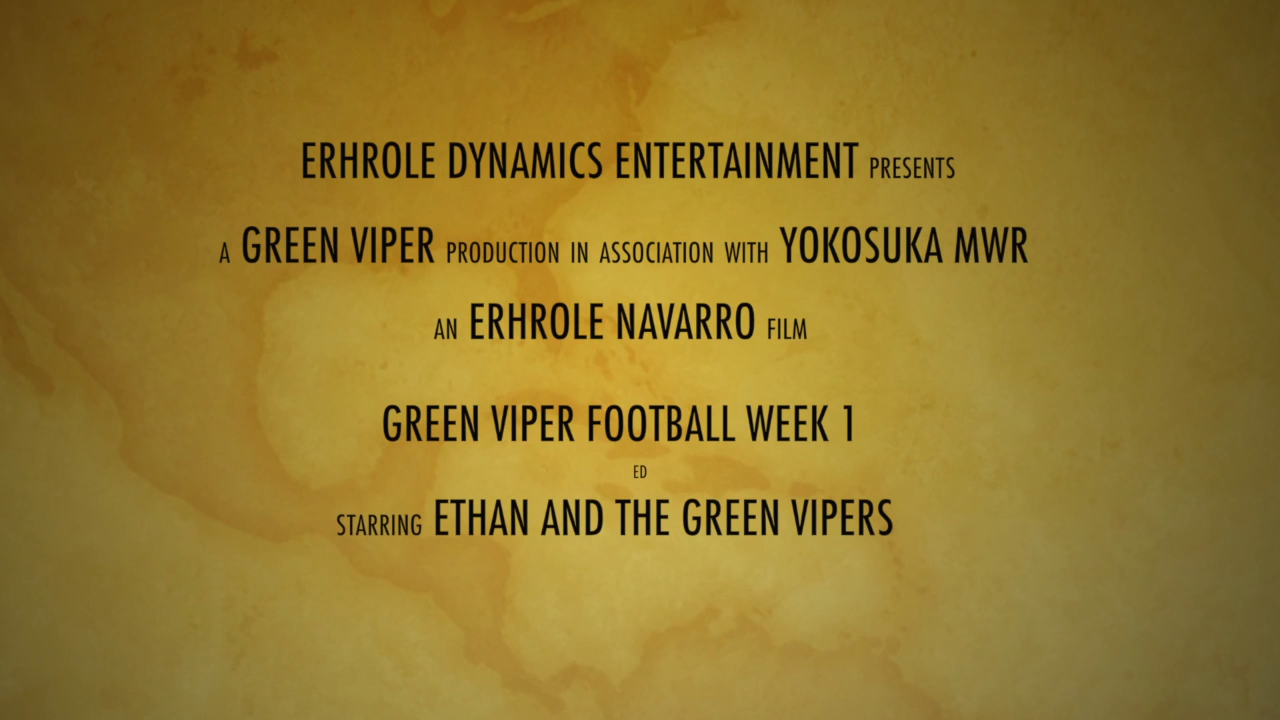 ERHROLE DYNAMICS ENTERTAINMENT PRESENTS
A GREEN VIPER PRODUCTION IN ASSOCIATION WITH YOKOSUKA MWR
AN ERHROLE NAVARRO FILM
GREEN VIPER FOOTBALL WEEK 1
ED
STARRING ETHAN AND THE GREEN VIPERS